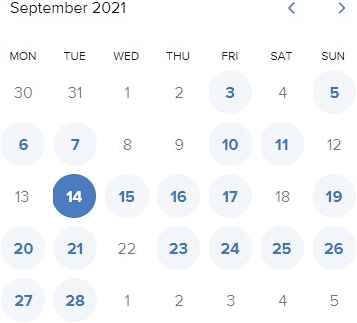 September 2021
MON TUE WED THU FRI SAT SUN
30 31 1 2 3 4 5
6 7 8 9 10 11 12
13 14 15 16 17 18 19
20 21 22 23 24 25 26
27 28 1 2 3 4 5